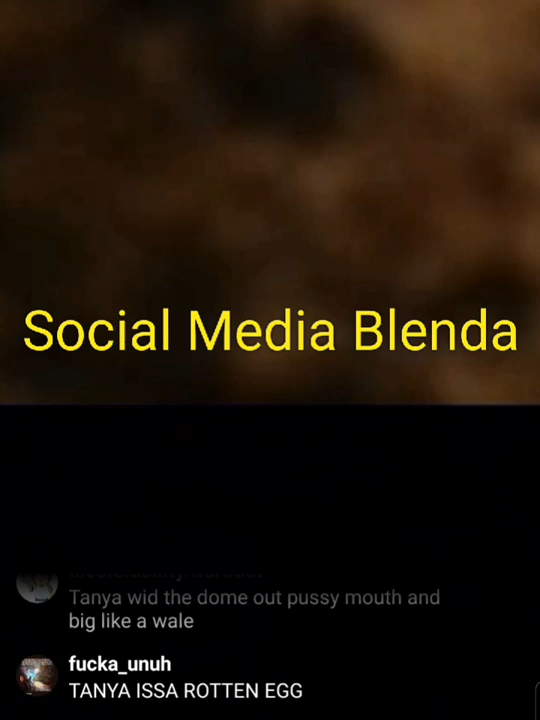 Social Media Blenda
Tanya wid the dome out pussy mouth and
big like a wale
fucka_unuh
TANYA ISSA ROTTEN EGG